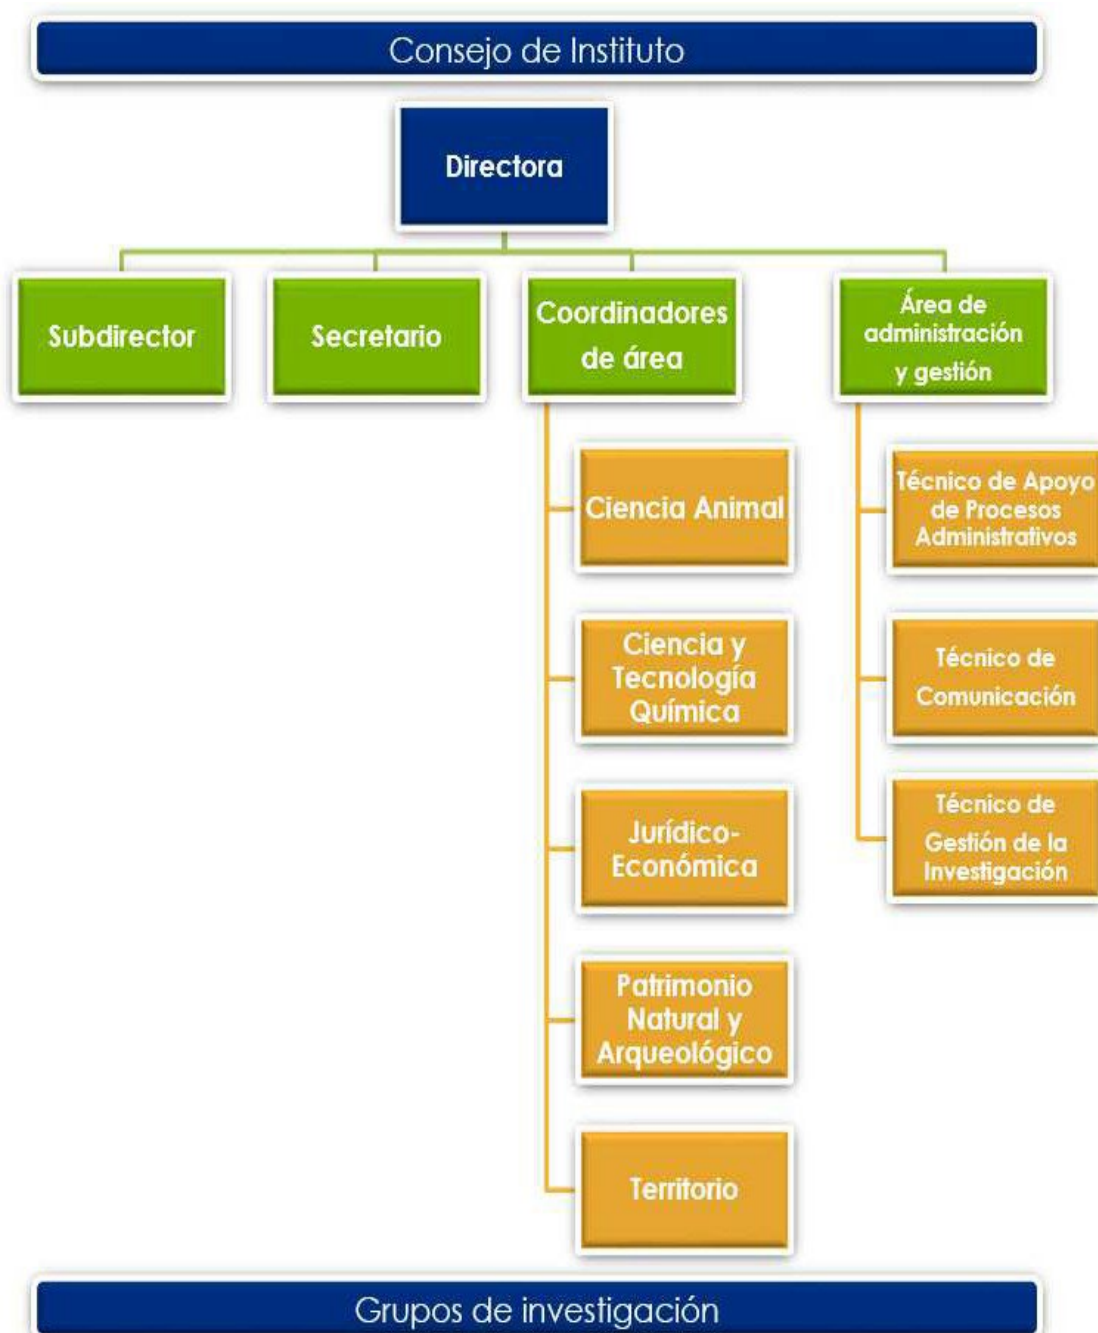 Consejo de Instituto
Directora
Subdirector
Secretario
Coordinadores
de área
Área de
administración
y gestión
Ciencia Animal
Ciencia y
Tecnología
Química
Jurídico-
Económica
Patrimonio
Natural y
Arqueológico
Territorio
Técnico de Apoyo
de Procesos
Administrativos
Técnico de
Comunicación
Técnico de
Gestión de la
Investigación
Grupos de investigación